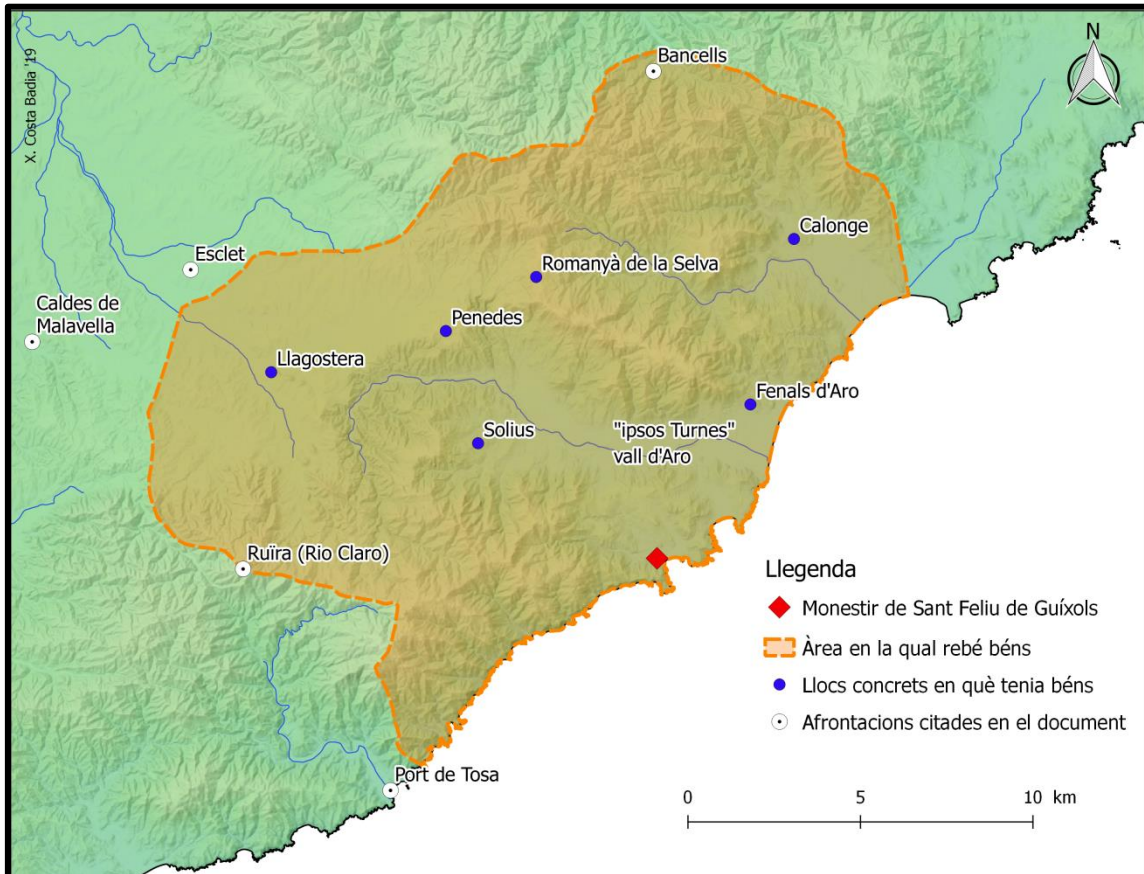 X. Costa Badia '19
N
Bancells
Calonge
Esclet
Romanyà de la Selva
Caldes de
Malavella
Penedes
Llagostera
Fenals d'Aro
Solius
"ipsos Turnes"
vall d'Aro
Ruïra (Rio Claro)
Port de Tosa
Llegenda
Monestir de Sant Feliu de Guíxols
Àrea en la qual rebé béns
Llocs concrets en què tenia béns
Afrontacions citades en el document
0 5 10 km